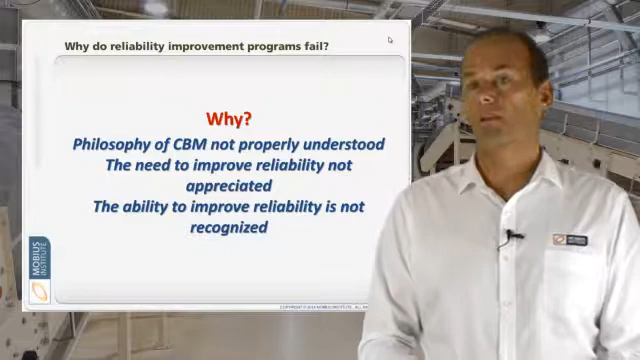 Why do reliability improvement programs fail?
Why?
Philosophy of CBM not properly understood
The need to improve reliability not
appreciated
The ability to improve reliability is not
recognized
MOBIUS
INSTITUTE